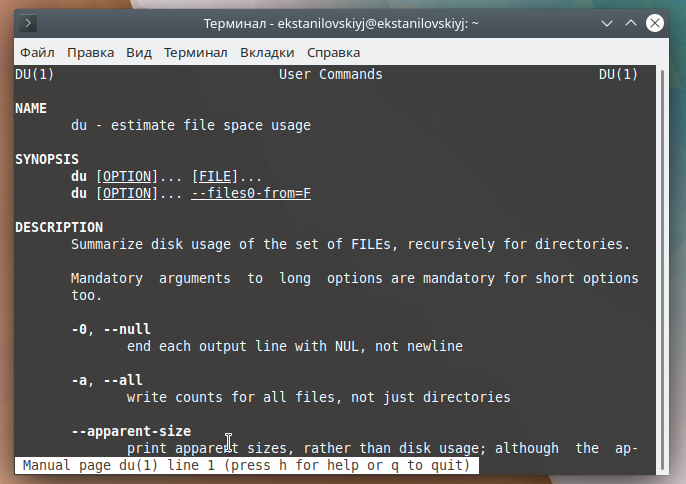 Терминал - ekstanilovskiyj@ekstanilovskiyj: ~
Файл Правка Вид Терминал Вкладки Справка
DU(1) User Commands DU(1)
NAME
du - estimate file space usage
SYNOPSIS
du [OPTION]... [FILE]...
du [OPTION]... --files0-from=F
DESCRIPTION
Summarize disk usage of the set of FILEs, recursively for directories.
Mandatory arguments to long options are mandatory for short options
too.
-0, --null
end each output line with NUL, not newline
-a, --all
write counts for all files, not just directories
--apparent-size
print apparent sizes, rather than disk usage; although the ap-
Manual page du(1) line 1 (press h for help or q to quit)